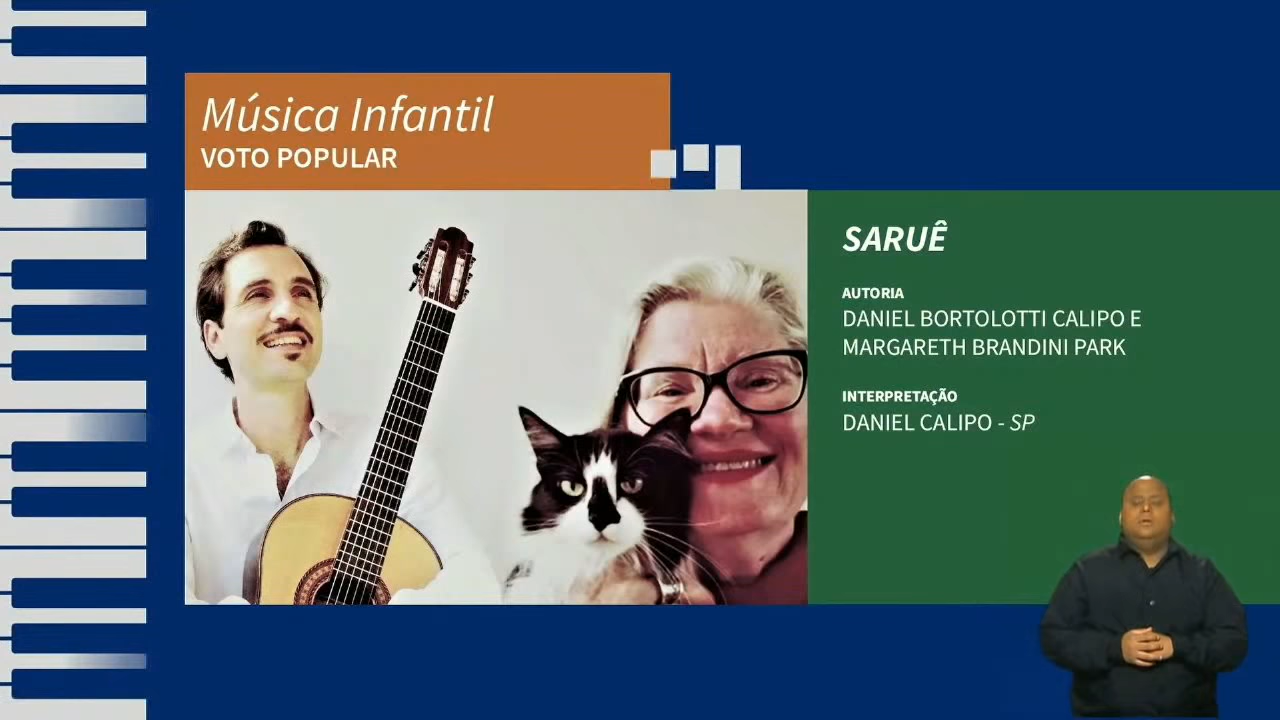 Música Infantil
VOTO POPULAR
SARUÊ
AUTORIA
DANIEL BORTOLOTTI CALIPO E
MARGARETH BRANDINI PARK
INTERPRETAÇÃO
DANIEL CALIPO - SP